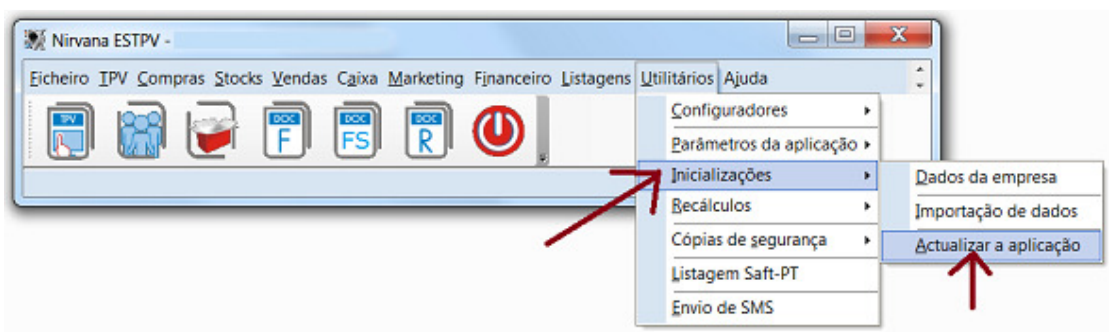 Nirvana ESTPV -
Ficheiro TPV Compras Stocks Vendas Caixa Marketing Financeiro Listagens Utilitários Ajuda
TPV DOC F DOC FS DOC R
Configuradores
Parâmetros da aplicação
Inicializações
Dados da empresa
Recálculos
Importação de dados
Cópias de segurança
Actualizar a aplicação
Listagem Saft-PT
Envio de SMS